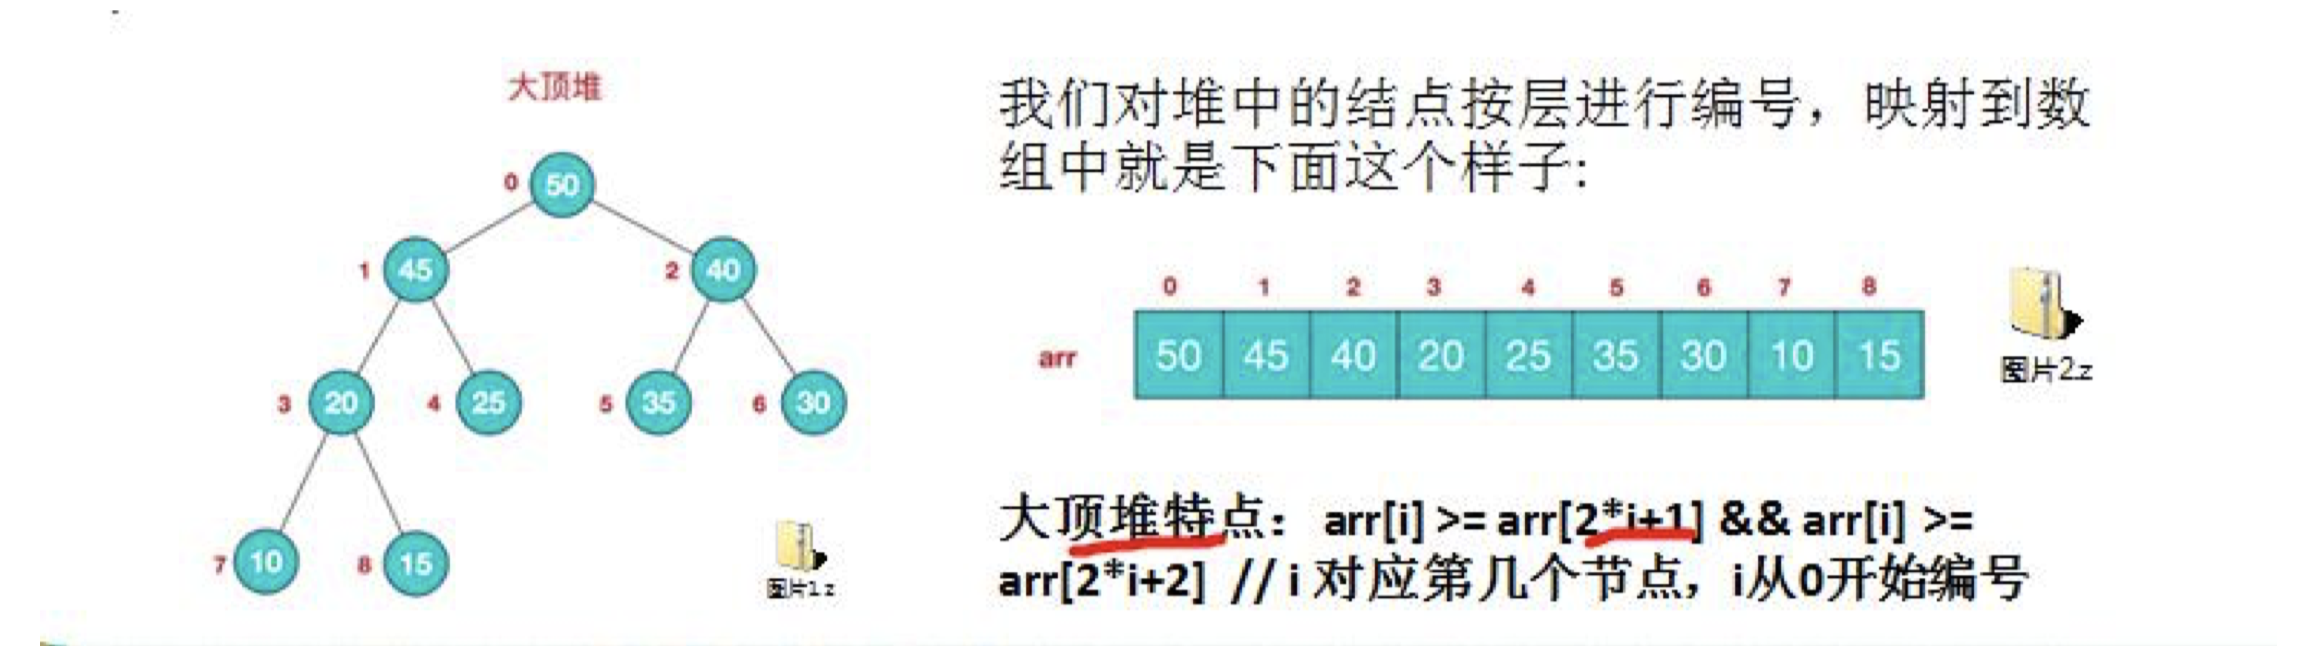 大顶堆
0 50
1 45
2 40
3 20
4 25
5 35
6 30
7 10
8 15
图片1.z
我们对堆中的结点按层进行编号，映射到数
组中就是下面这个样子:
0 1 2 3 4 5 6 7 8
arr 50 45 40 20 25 35 30 10 15
图片2.z
大顶堆特点：arr[i] >= arr[2*i+1] && arr[i] >=
arr[2*i+2] // i 对应第几个节点，i从0开始编号